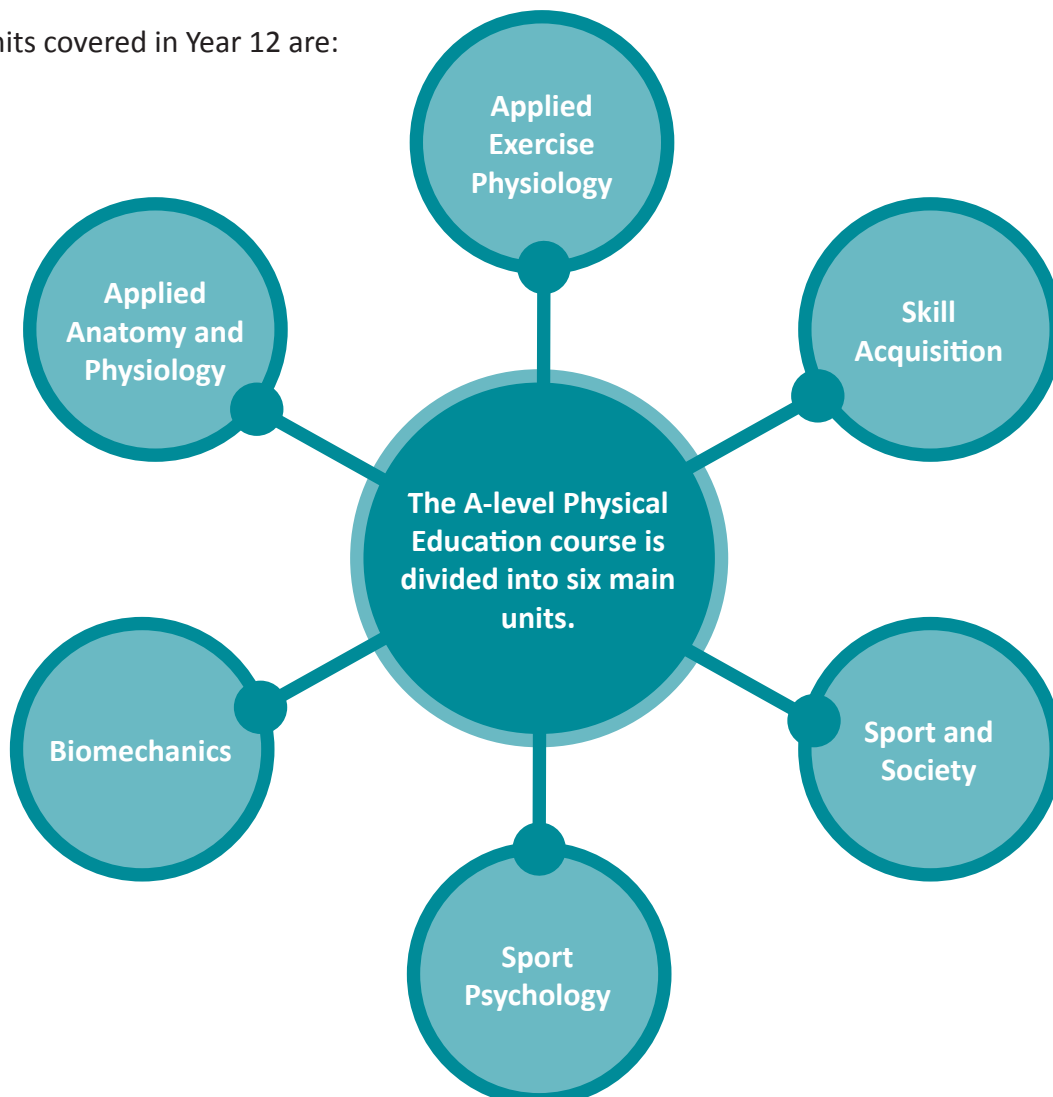 nits covered in Year 12 are:
Applied
Exercise
Physiology
Skill
Acquisition
Sport and
Society
Sport
Psychology
Biomechanics
Applied
Anatomy and
Physiology
The A-level Physical
Education course is
divided into six main
units.